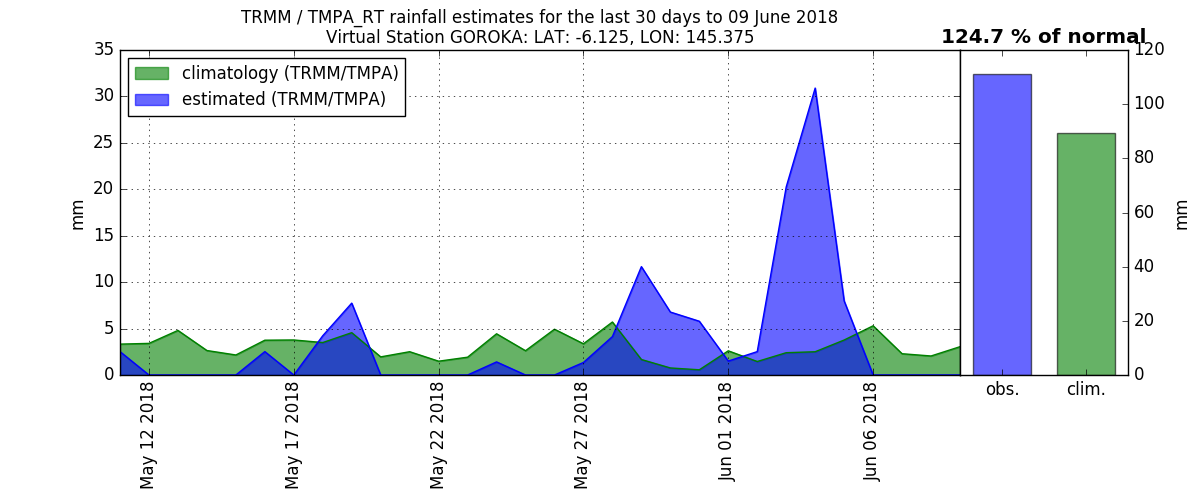 TRMM / TMPA_RT rainfall estimates for the last 30 days to 09 June 2018
Virtual Station GOROKA: LAT: -6.125, LON: 145.375
124.7 % of normal
climatology (TRMM/TMPA)
estimated (TRMM/TMPA)
35
30
25
20
15
10
5
0
mm
May 12 2018
May 17 2018
May 22 2018
May 27 2018
Jun 01 2018
Jun 06 2018
120
100
80
60
40
20
0
mm
obs.
clim.